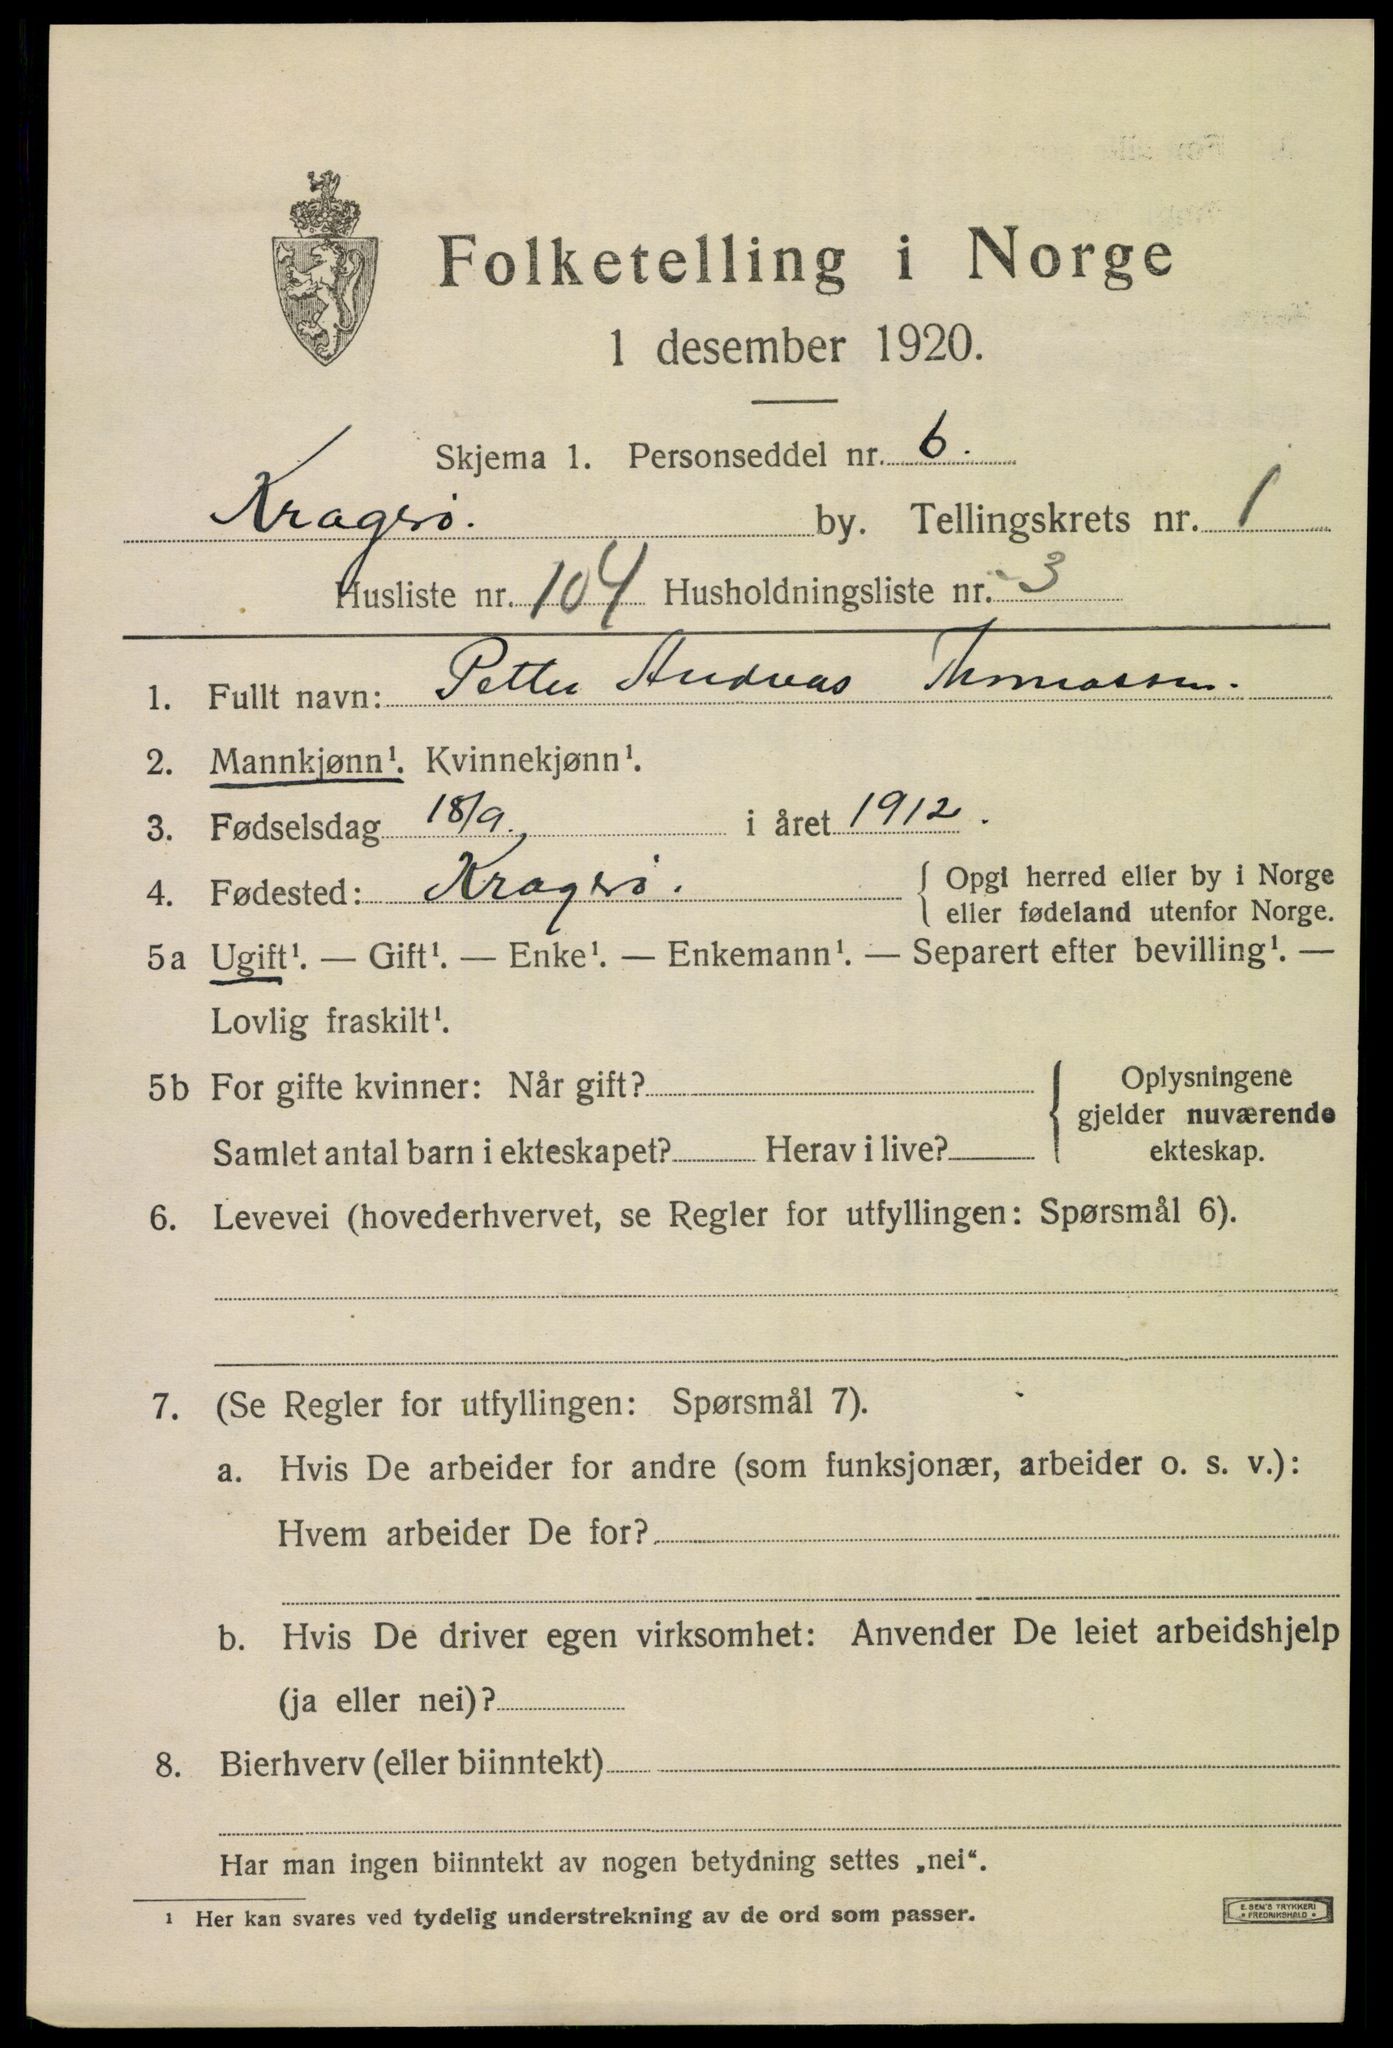 Folketelling i Norge
1 desember 1920.
Skjema 1. Personseddel nr. 6.
Kragerø. by. Tellingskrets nr. 1
Husliste nr. 104 Husholdningsliste nr. 3
1. Fullt navn: Petter Andreas Thomassen.
2. Mannkjønn¹. Kvinnekjønn¹.
3. Fødselsdag 18/9. i året 1912.
4. Fødested: Kragerø. { Opgi herred eller by i Norge
eller fødeland utenfor Norge.
5a Ugift¹. — Gift¹. — Enke¹. — Enkemann¹. — Separert efter bevilling¹. —
Lovlig fraskilt¹.
5b For gifte kvinner: Når gift? { Oplysningene
gjelder nuværende
Samlet antal barn i ekteskapet? Herav i live? ekteskap.
6. Levevei (hovederhvervet, se Regler for utfyllingen: Spørsmål 6).
7. (Se Regler for utfyllingen: Spørsmål 7).
a. Hvis De arbeider for andre (som funksjonær, arbeider o. s. v.):
Hvem arbeider De for?
b. Hvis De driver egen virksomhet: Anvender De leiet arbeidshjelp
(ja eller nei)?
8. Bierhverv (eller biinntekt)
Har man ingen biinntekt av nogen betydning settes „nei“.
¹ Her kan svares ved tydelig understrekning av de ord som passer.
E. SEM'S TRYKKERI
• FREDRIKSHALD •